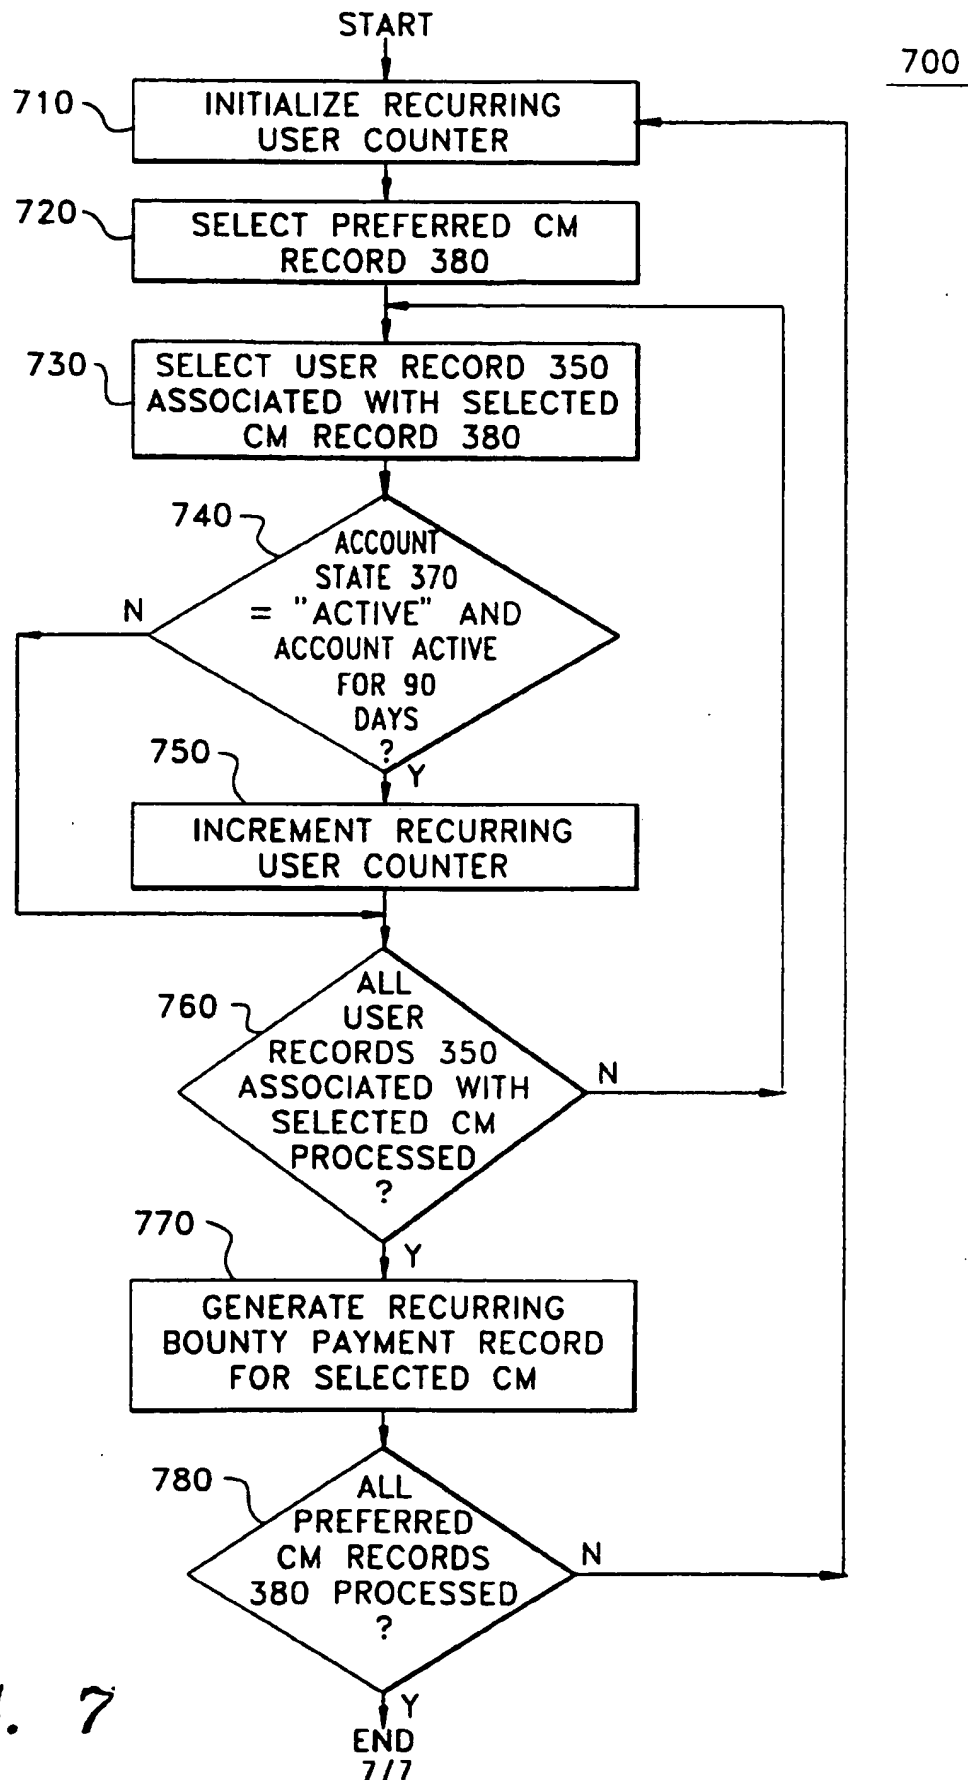 START
700
710
INITIALIZE RECURRING
USER COUNTER
720
SELECT PREFERRED CM
RECORD 380
730
SELECT USER RECORD 350
ASSOCIATED WITH SELECTED
CM RECORD 380
740
ACCOUNT
STATE 370
= "ACTIVE" AND
ACCOUNT ACTIVE
FOR 90
DAYS
?
N
Y
750
INCREMENT RECURRING
USER COUNTER
760
ALL
USER
RECORDS 350
ASSOCIATED WITH
SELECTED CM
PROCESSED
?
N
Y
770
GENERATE RECURRING
BOUNTY PAYMENT RECORD
FOR SELECTED CM
780
ALL
PREFERRED
CM RECORDS
380 PROCESSED
?
N
Y
END
7/7
. 7